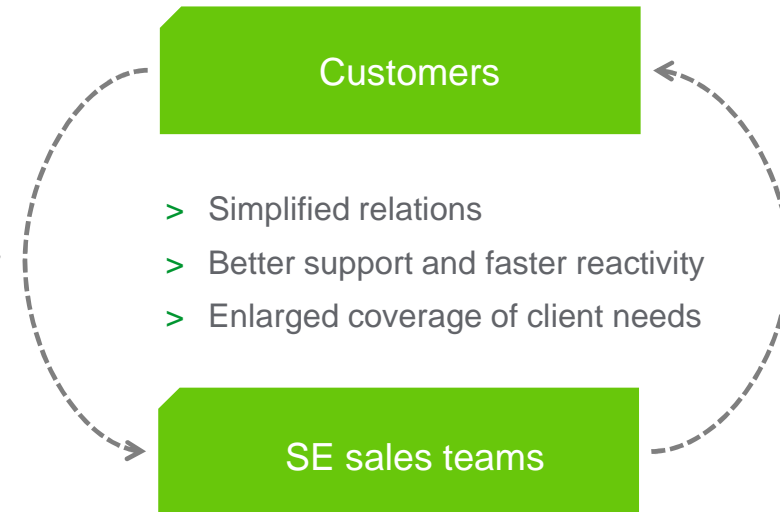 Customers
> Simplified relations
> Better support and faster reactivity
> Enlarged coverage of client needs
SE sales teams